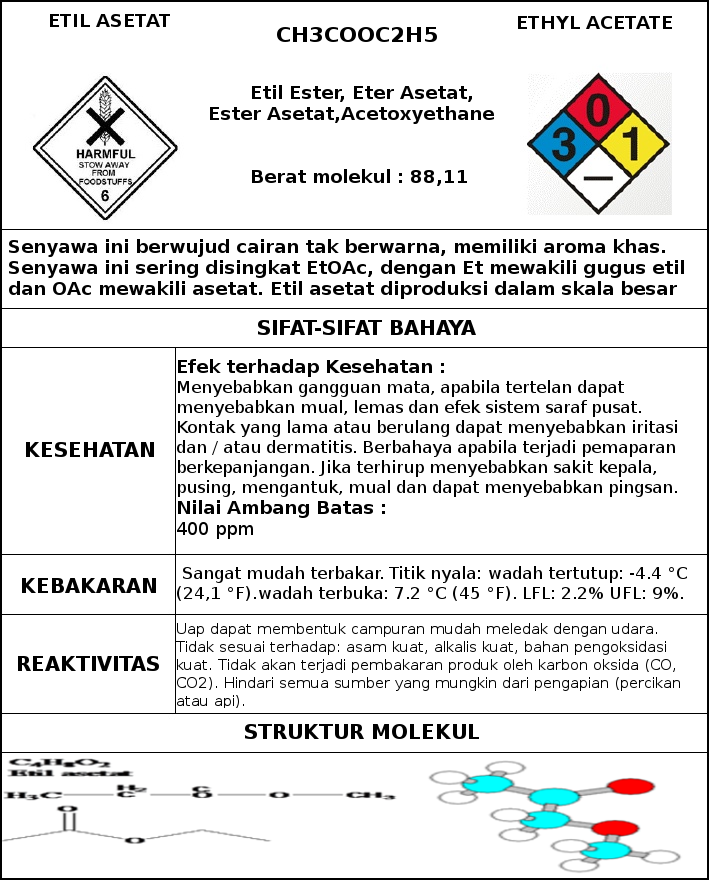 ETIL ASETAT
CH3COOC2H5
ETHYL ACETATE
Etil Ester, Eter Asetat,
Ester Asetat,Acetoxyethane
Berat molekul : 88,11
HARMFUL
STOW AWAY
FROM
FOODSTUFFS
6
0
3
1
—
Senyawa ini berwujud cairan tak berwarna, memiliki aroma khas.
Senyawa ini sering disingkat EtOAc, dengan Et mewakili gugus etil
dan OAc mewakili asetat. Etil asetat diproduksi dalam skala besar
SIFAT-SIFAT BAHAYA
KESEHATAN
Efek terhadap Kesehatan :
Menyebabkan gangguan mata, apabila tertelan dapat
menyebabkan mual, lemas dan efek sistem saraf pusat.
Kontak yang lama atau berulang dapat menyebabkan iritasi
dan / atau dermatitis. Berbahaya apabila terjadi pemaparan
berkepanjangan. Jika terhirup menyebabkan sakit kepala,
pusing, mengantuk, mual dan dapat menyebabkan pingsan.
Nilai Ambang Batas :
400 ppm
KEBAKARAN
Sangat mudah terbakar. Titik nyala: wadah tertutup: -4.4 °C
(24,1 °F).wadah terbuka: 7.2 °C (45 °F). LFL: 2.2% UFL: 9%.
REAKTIVITAS
Uap dapat membentuk campuran mudah meledak dengan udara.
Tidak sesuai terhadap: asam kuat, alkalis kuat, bahan pengoksidasi
kuat. Tidak akan terjadi pembakaran produk oleh karbon oksida (CO,
CO2). Hindari semua sumber yang mungkin dari pengapian (percikan
atau api).
STRUKTUR MOLEKUL
C4H8O2
Etil asetat
H3C — H2 C — C O — O — CH3
O
O